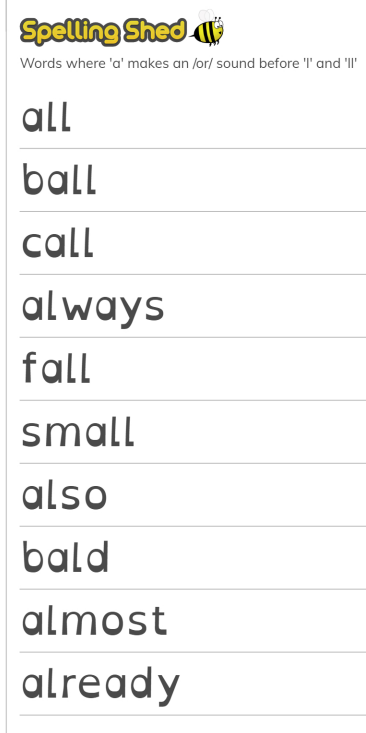 Spelling Shed
Words where 'a' makes an /or/ sound before 'l' and 'll'
all
ball
call
always
fall
small
also
bald
almost
already